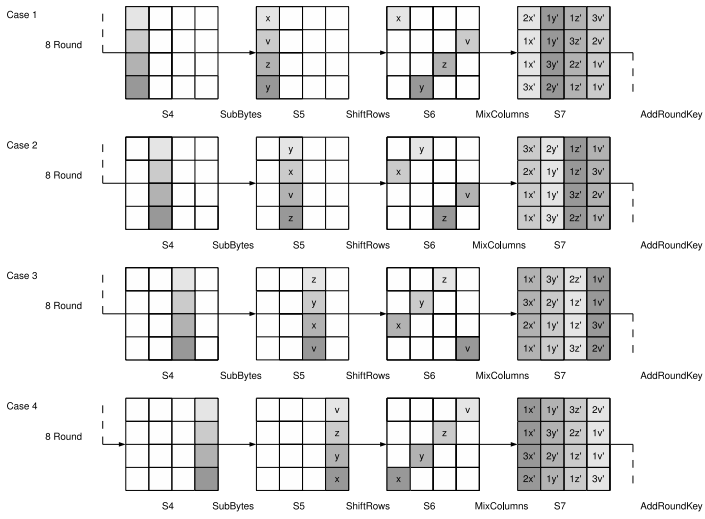 Case 1
x x 2x' 1y' 1z' 3v'
8 Round v v 1x' 1y' 3z' 2v'
z z 1x' 3y' 2z' 1v'
y y 3x' 2y' 1z' 1v'
S4 SubBytes S5 ShiftRows S6 MixColumns S7 AddRoundKey
Case 2
y y 3x' 2y' 1z' 1v'
8 Round x x 2x' 1y' 1z' 3v'
v v 1x' 1y' 3z' 2v'
z z 1x' 3y' 2z' 1v'
S4 SubBytes S5 ShiftRows S6 MixColumns S7 AddRoundKey
Case 3
z z 1x' 3y' 2z' 1v'
8 Round y y 3x' 2y' 1z' 1v'
x x 2x' 1y' 1z' 3v'
v v 1x' 1y' 3z' 2v'
S4 SubBytes S5 ShiftRows S6 MixColumns S7 AddRoundKey
Case 4
v v 1x' 1y' 3z' 2v'
8 Round z z 1x' 3y' 2z' 1v'
y y 3x' 2y' 1z' 1v'
x x 2x' 1y' 1z' 3v'
S4 SubBytes S5 ShiftRows S6 MixColumns S7 AddRoundKey